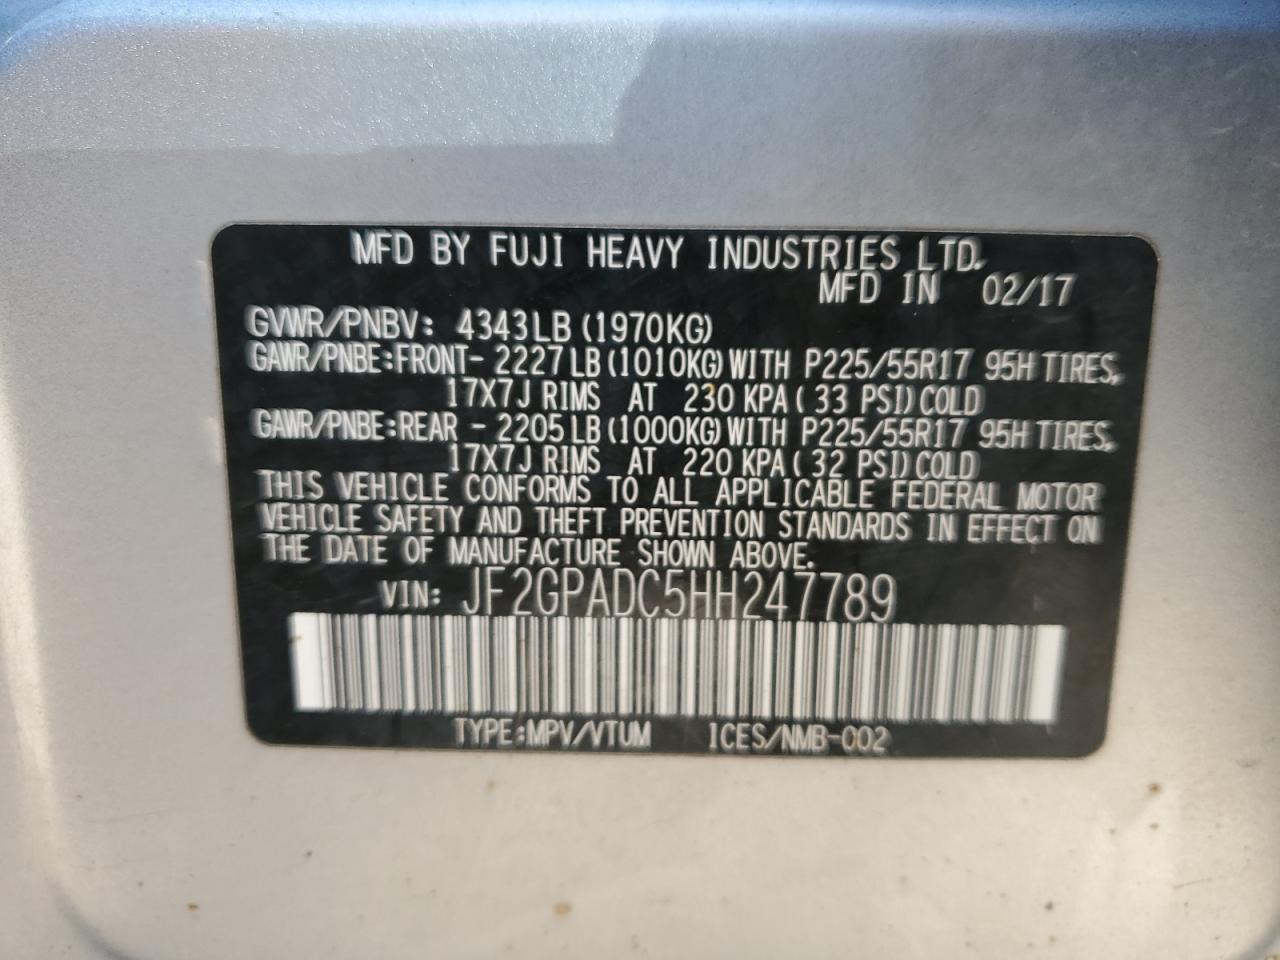 MFD BY FUJI HEAVY INDUSTRIES LTD.
MFD IN 02/17
GVWR/PNBV: 4343LB (1970KG)
GAWR/PNBE:FRONT- 2227LB (1010KG) WITH P225/55R17 95H TIRES,
17X7J RIMS AT 230 KPA ( 33 PSI) COLD
GAWR/PNBE:REAR - 2205LB (1000KG) WITH P225/55R17 95H TIRES,
17X7J RIMS AT 220 KPA ( 32 PSI) COLD
THIS VEHICLE CONFORMS TO ALL APPLICABLE FEDERAL MOTOR
VEHICLE SAFETY AND THEFT PREVENTION STANDARDS IN EFFECT ON
THE DATE OF MANUFACTURE SHOWN ABOVE.
VIN: JF2GPADC5HH247789
TYPE:MPV/VTUM ICES/NMB-002